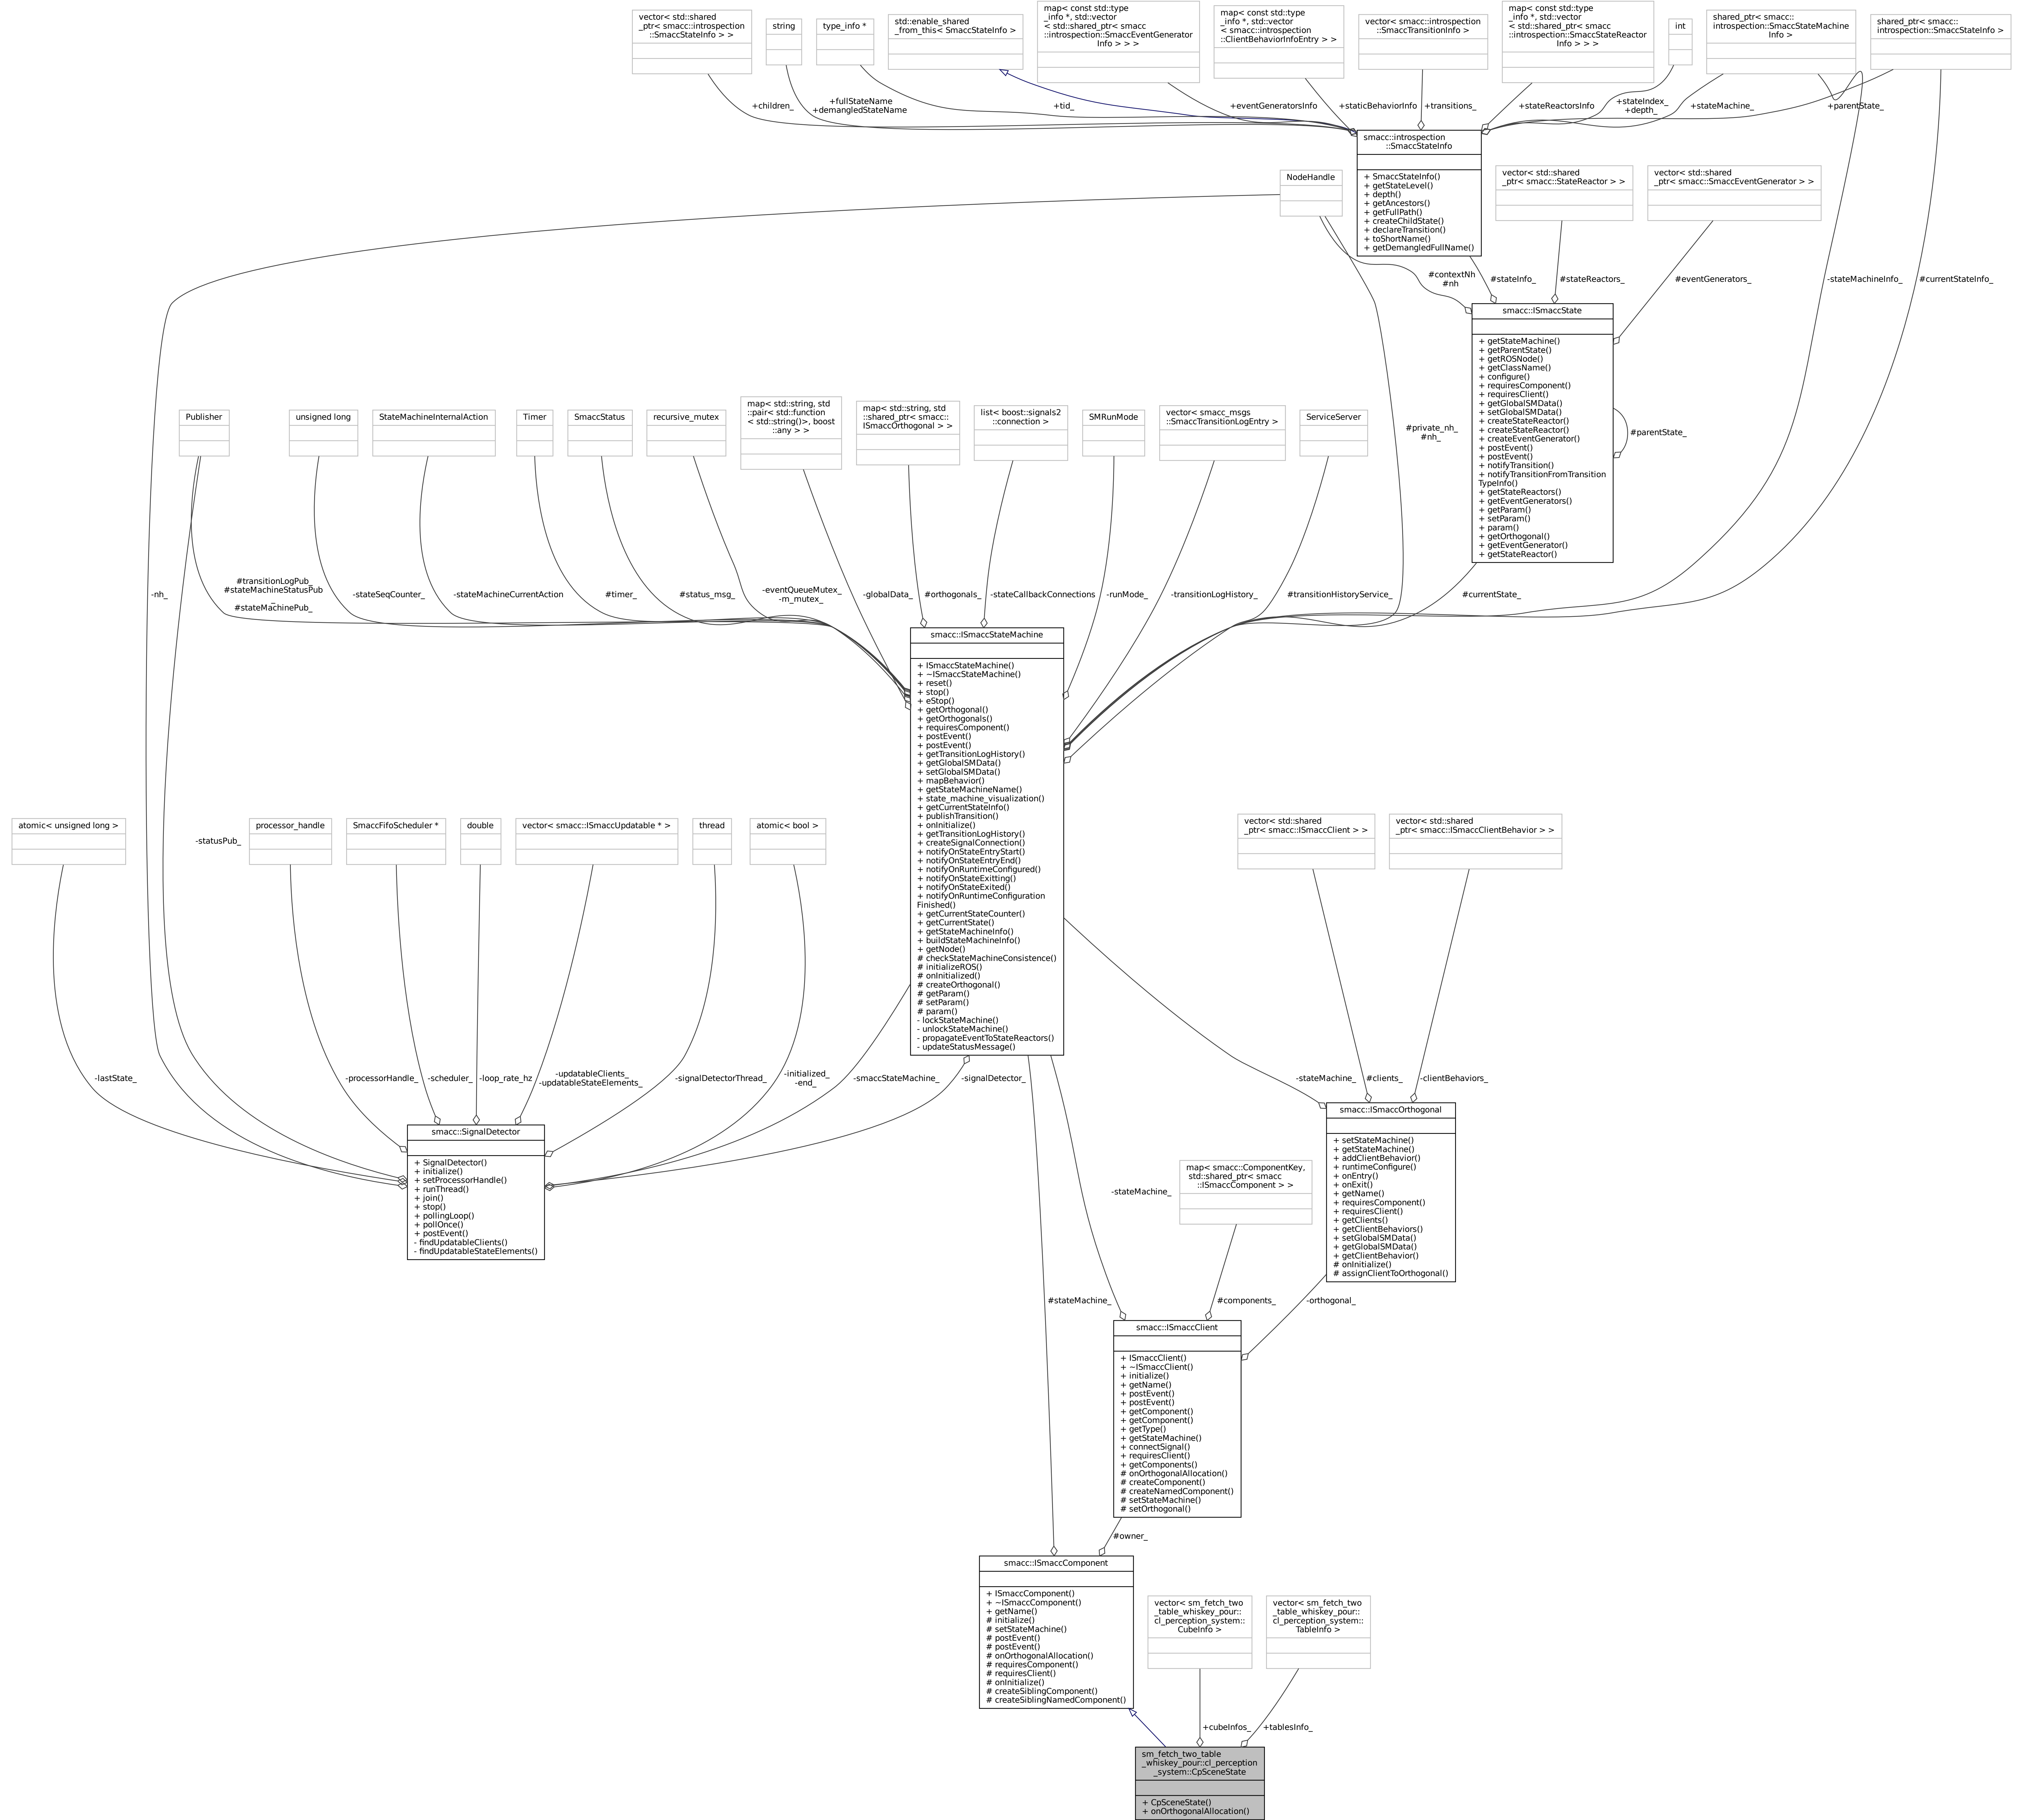 vector< std::shared
_ptr< smacc::introspection
::SmaccStateInfo > >
string
type_info *
std::enable_shared
_from_this< SmaccStateInfo >
map< const std::type
_info *, std::vector
< std::shared_ptr< smacc
::introspection::SmaccEventGenerator
Info > > >
map< const std::type
_info *, std::vector
< smacc::introspection
::ClientBehaviorInfoEntry > >
vector< smacc::introspection
::SmaccTransitionInfo >
map< const std::type
_info *, std::vector
< std::shared_ptr< smacc
::introspection::SmaccStateReactor
Info > > >
int
shared_ptr< smacc::
introspection::SmaccStateMachine
Info >
shared_ptr< smacc::
introspection::SmaccStateInfo >
+children_
+fullStateName
+demangledStateName
+tid_
+eventGeneratorsInfo
+staticBehaviorInfo
+transitions_
+stateReactorsInfo
+stateIndex_
+depth_
+stateMachine_
+parentState_
smacc::introspection
::SmaccStateInfo
+ SmaccStateInfo()
+ getStateLevel()
+ depth()
+ getAncestors()
+ getFullPath()
+ createChildState()
+ declareTransition()
+ toShortName()
+ getDemangledFullName()
NodeHandle
vector< std::shared
_ptr< smacc::StateReactor > >
vector< std::shared
_ptr< smacc::SmaccEventGenerator > >
#contextNh
#nh
#stateInfo_
#stateReactors_
#eventGenerators_
-stateMachineInfo_
#currentStateInfo_
smacc::ISmaccState
+ getStateMachine()
+ getParentState()
+ getROSNode()
+ getClassName()
+ configure()
+ requiresComponent()
+ requiresClient()
+ getGlobalSMData()
+ setGlobalSMData()
+ createStateReactor()
+ createStateReactor()
+ createEventGenerator()
+ postEvent()
+ postEvent()
+ notifyTransition()
+ notifyTransitionFromTransition
TypeInfo()
+ getStateReactors()
+ getEventGenerators()
+ getParam()
+ setParam()
+ param()
+ getOrthogonal()
+ getEventGenerator()
+ getStateReactor()
#parentState_
Publisher
unsigned long
StateMachineInternalAction
Timer
SmaccStatus
recursive_mutex
map< std::string, std
::pair< std::function
< std::string()>, boost
::any > >
map< std::string, std
::shared_ptr< smacc::
ISmaccOrthogonal > >
list< boost::signals2
::connection >
SMRunMode
vector< smacc_msgs
::SmaccTransitionLogEntry >
ServiceServer
#private_nh_
#nh_
-nh_
#transitionLogPub_
#stateMachineStatusPub
_
#stateMachinePub_
-stateSeqCounter_
-stateMachineCurrentAction
#timer_
#status_msg_
-eventQueueMutex_
-m_mutex_
-globalData_
#orthogonals_
-stateCallbackConnections
-runMode_
-transitionLogHistory_
#transitionHistoryService_
#currentState_
smacc::ISmaccStateMachine
+ ISmaccStateMachine()
+ ~ISmaccStateMachine()
+ reset()
+ stop()
+ eStop()
+ getOrthogonal()
+ getOrthogonals()
+ requiresComponent()
+ postEvent()
+ postEvent()
+ getTransitionLogHistory()
+ getGlobalSMData()
+ setGlobalSMData()
+ mapBehavior()
+ getStateMachineName()
+ state_machine_visualization()
+ getCurrentStateInfo()
+ publishTransition()
+ onInitialize()
+ getTransitionLogHistory()
+ createSignalConnection()
+ notifyOnStateEntryStart()
+ notifyOnStateEntryEnd()
+ notifyOnRuntimeConfigured()
+ notifyOnStateExitting()
+ notifyOnStateExited()
+ notifyOnRuntimeConfiguration
Finished()
+ getCurrentStateCounter()
+ getCurrentState()
+ getStateMachineInfo()
+ buildStateMachineInfo()
+ getNode()
# checkStateMachineConsistence()
# initializeROS()
# onInitialized()
# createOrthogonal()
# getParam()
# setParam()
# param()
- lockStateMachine()
- unlockStateMachine()
- propagateEventToStateReactors()
- updateStatusMessage()
atomic< unsigned long >
-statusPub_
processor_handle
SmaccFifoScheduler *
double
vector< smacc::ISmaccUpdatable * >
thread
atomic< bool >
vector< std::shared
_ptr< smacc::ISmaccClient > >
vector< std::shared
_ptr< smacc::ISmaccClientBehavior > >
-lastState_
-processorHandle_
-scheduler_
-loop_rate_hz
-updatableClients_
-updatableStateElements_
-signalDetectorThread_
-initialized_
-end_
-smaccStateMachine_
-signalDetector_
-stateMachine_
#clients_
-clientBehaviors_
smacc::SignalDetector
+ SignalDetector()
+ initialize()
+ setProcessorHandle()
+ runThread()
+ join()
+ stop()
+ pollingLoop()
+ pollOnce()
+ postEvent()
- findUpdatableClients()
- findUpdatableStateElements()
smacc::ISmaccOrthogonal
+ setStateMachine()
+ getStateMachine()
+ addClientBehavior()
+ runtimeConfigure()
+ onEntry()
+ onExit()
+ getName()
+ requiresComponent()
+ requiresClient()
+ getClients()
+ getClientBehaviors()
+ setGlobalSMData()
+ getGlobalSMData()
+ getClientBehavior()
# onInitialize()
# assignClientToOrthogonal()
-stateMachine_
map< smacc::ComponentKey,
std::shared_ptr< smacc
::ISmaccComponent > >
#stateMachine_
#components_
-orthogonal_
smacc::ISmaccClient
+ ISmaccClient()
+ ~ISmaccClient()
+ initialize()
+ getName()
+ postEvent()
+ postEvent()
+ getComponent()
+ getComponent()
+ getType()
+ getStateMachine()
+ connectSignal()
+ requiresClient()
+ getComponents()
# onOrthogonalAllocation()
# createComponent()
# createNamedComponent()
# setStateMachine()
# setOrthogonal()
#owner_
smacc::ISmaccComponent
+ ISmaccComponent()
+ ~ISmaccComponent()
+ getName()
# initialize()
# setStateMachine()
# postEvent()
# postEvent()
# onOrthogonalAllocation()
# requiresComponent()
# requiresClient()
# onInitialize()
# createSiblingComponent()
# createSiblingNamedComponent()
vector< sm_fetch_two
_table_whiskey_pour::
cl_perception_system::
CubeInfo >
vector< sm_fetch_two
_table_whiskey_pour::
cl_perception_system::
TableInfo >
+cubeInfos_
+tablesInfo_
sm_fetch_two_table
_whiskey_pour::cl_perception
_system::CpSceneState
+ CpSceneState()
+ onOrthogonalAllocation()